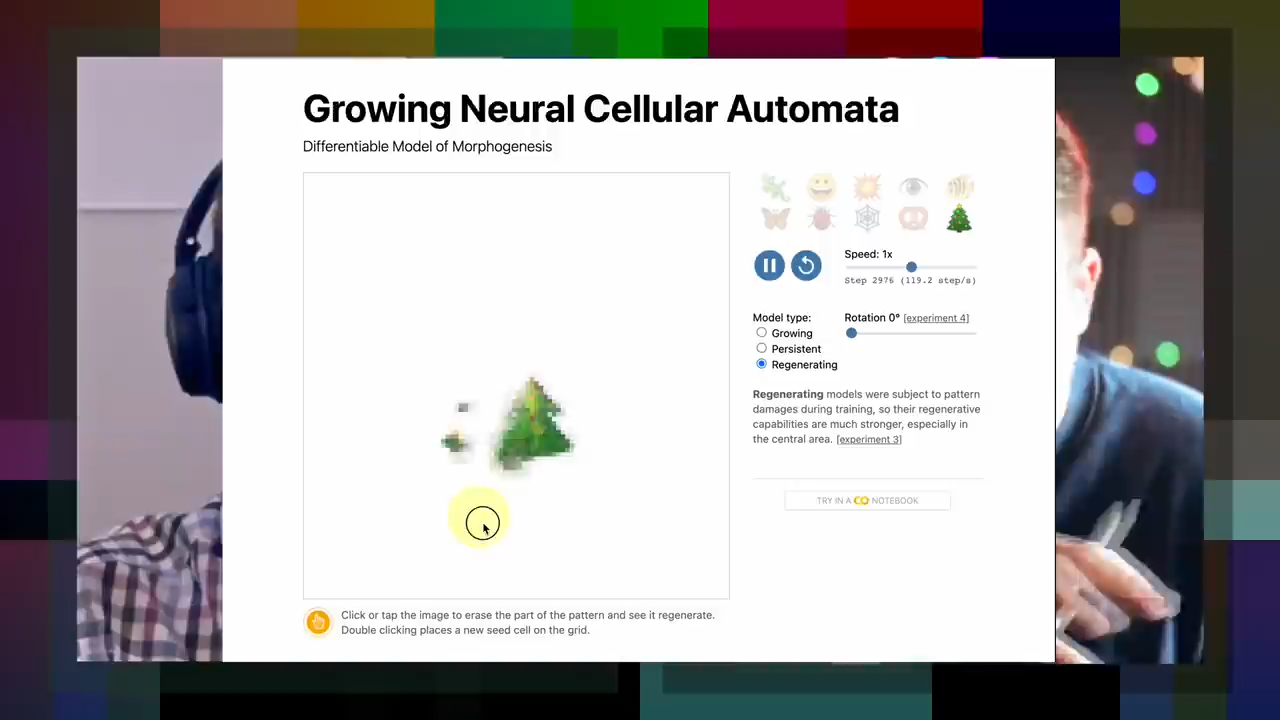 Growing Neural Cellular Automata
Differentiable Model of Morphogenesis
Speed: 1x
Step 2976 (119.2 step/s)
Model type:
Growing
Persistent
Regenerating
Rotation 0° [experiment 4]
Regenerating models were subject to pattern
damages during training, so their regenerative
capabilities are much stronger, especially in
the central area. [experiment 3]
TRY IN A CO NOTEBOOK
Click or tap the image to erase the part of the pattern and see it regenerate.
Double clicking places a new seed cell on the grid.